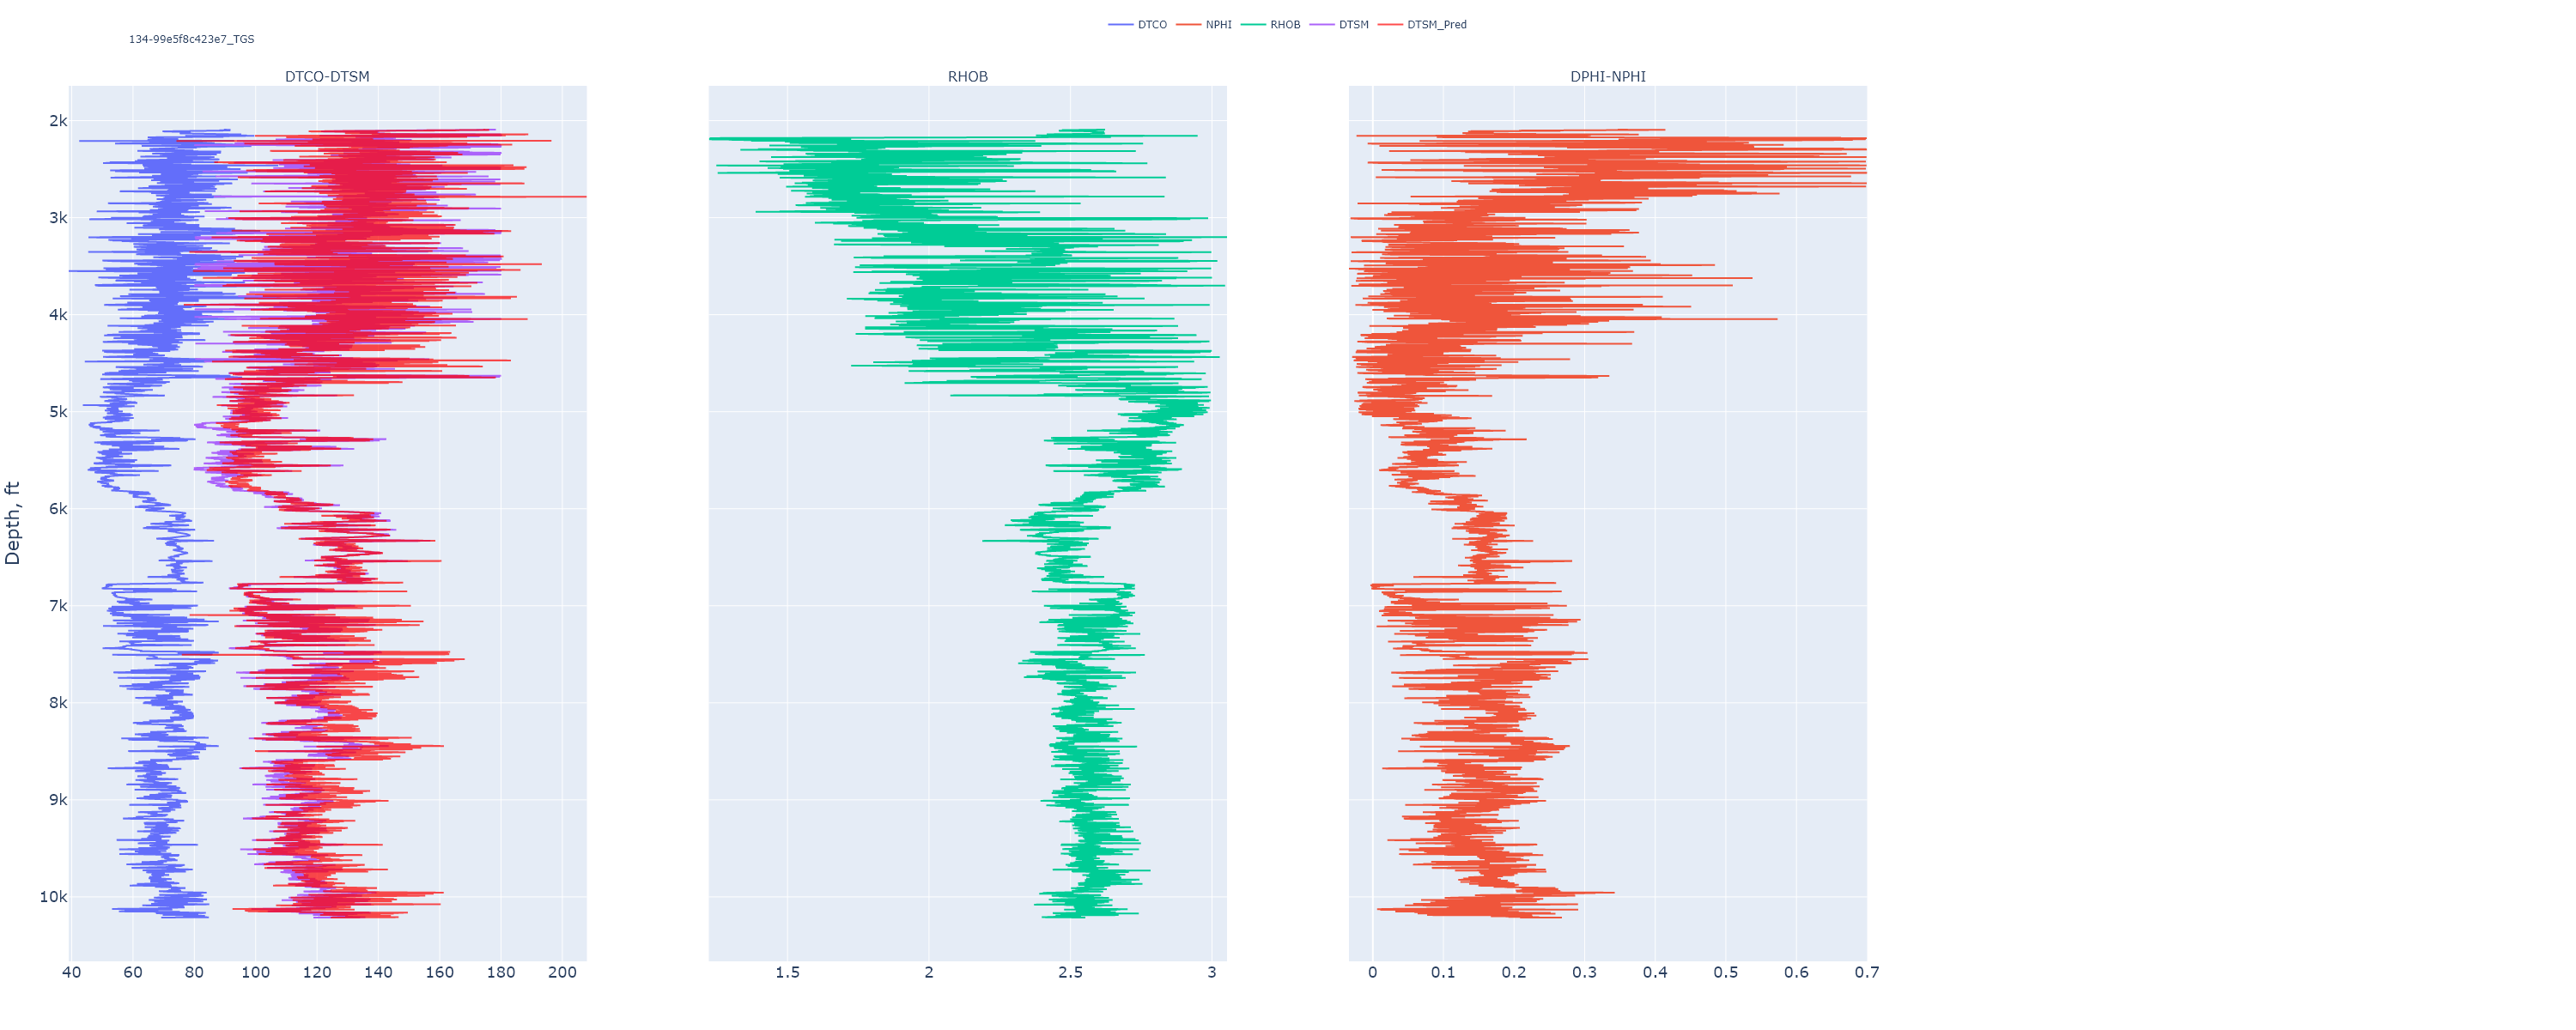 DTCO NPHI RHOB DTSM DTSM_Pred
134-99e5f8c423e7_TGS
DTCO-DTSM RHOB DPHI-NPHI
Depth, ft
2k
3k
4k
5k
6k
7k
8k
9k
10k
40 60 80 100 120 140 160 180 200
1.5 2 2.5 3
0 0.1 0.2 0.3 0.4 0.5 0.6 0.7